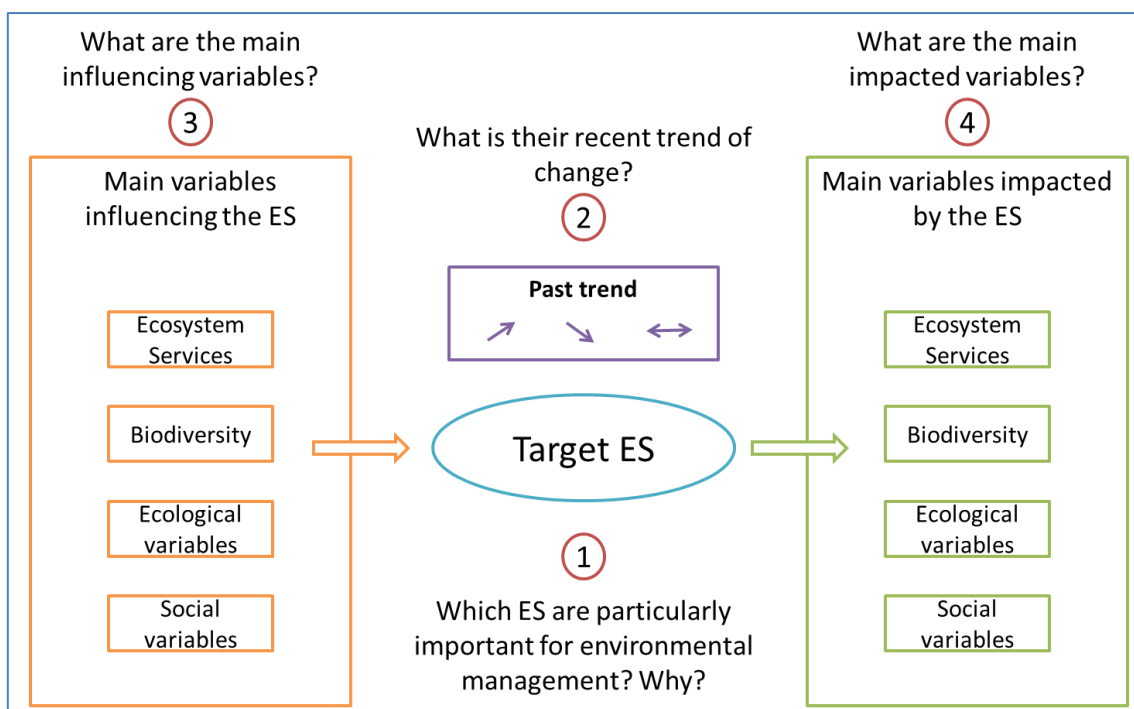 What are the main
influencing variables?
3
Main variables
influencing the ES
Ecosystem
Services
Biodiversity
Ecological
variables
Social
variables
What is their recent trend of
change?
2
Past trend
Target ES
1
Which ES are particularly
important for environmental
management? Why?
What are the main
impacted variables?
4
Main variables impacted
by the ES
Ecosystem
Services
Biodiversity
Ecological
variables
Social
variables